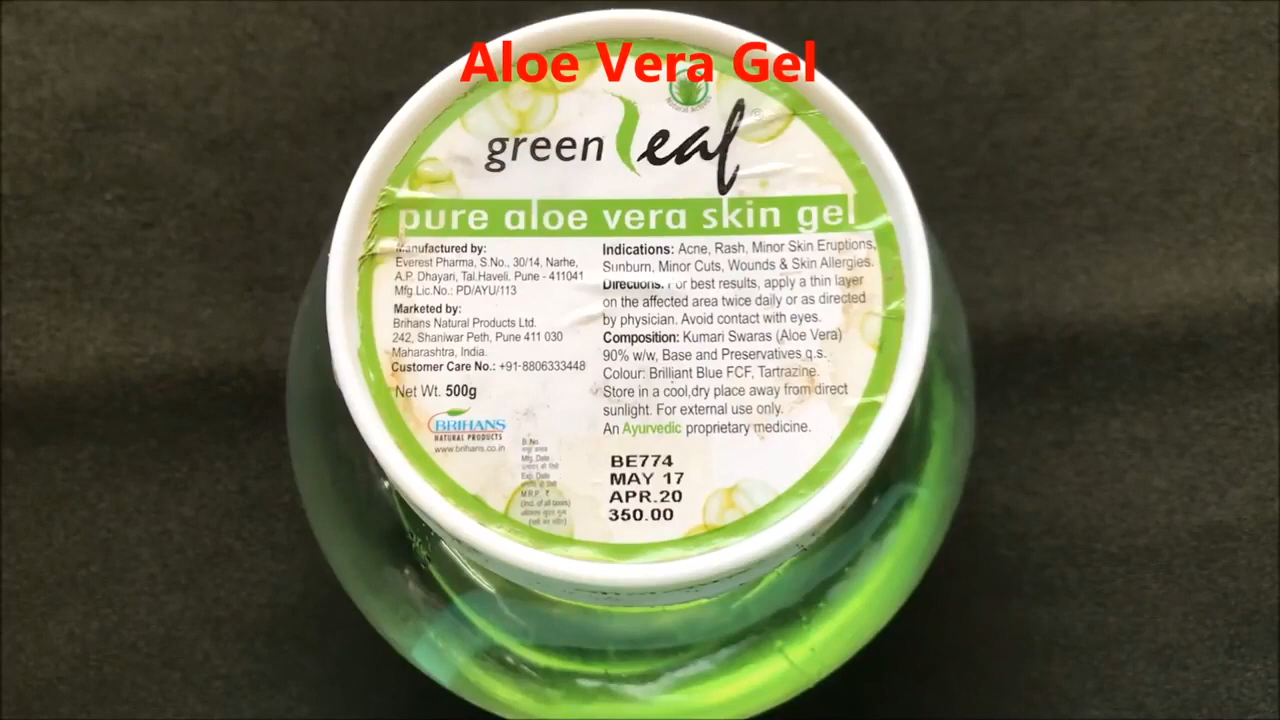 Aloe Vera Gel
Natural Actives
green leaf
pure aloe vera skin gel
Manufactured by:
Everest Pharma, S.No., 30/14, Narhe,
A.P. Dhayari, Tal.Haveli, Pune - 411041
Mfg.Lic.No.: PD/AYU/113
Marketed by:
Brihans Natural Products Ltd.
242, Shaniwar Peth, Pune 411 030
Maharashtra, India.
Customer Care No.: +91-8806333448
Net Wt. 500g
BRIHANS
NATURAL PRODUCTS
www.brihans.co.in
Indications: Acne, Rash, Minor Skin Eruptions,
Sunburn, Minor Cuts, Wounds & Skin Allergies.
Directions: For best results, apply a thin layer
on the affected area twice daily or as directed
by physician. Avoid contact with eyes.
Composition: Kumari Swaras (Aloe Vera)
90% w/w, Base and Preservatives q.s.
Colour: Brilliant Blue FCF, Tartrazine.
Store in a cool,dry place away from direct
sunlight. For external use only.
An Ayurvedic proprietary medicine.
B.No.
Mfg. Date
Exp. Date
M.R.P. ₹
(Incl. of all taxes)
BE774
MAY 17
APR.20
350.00